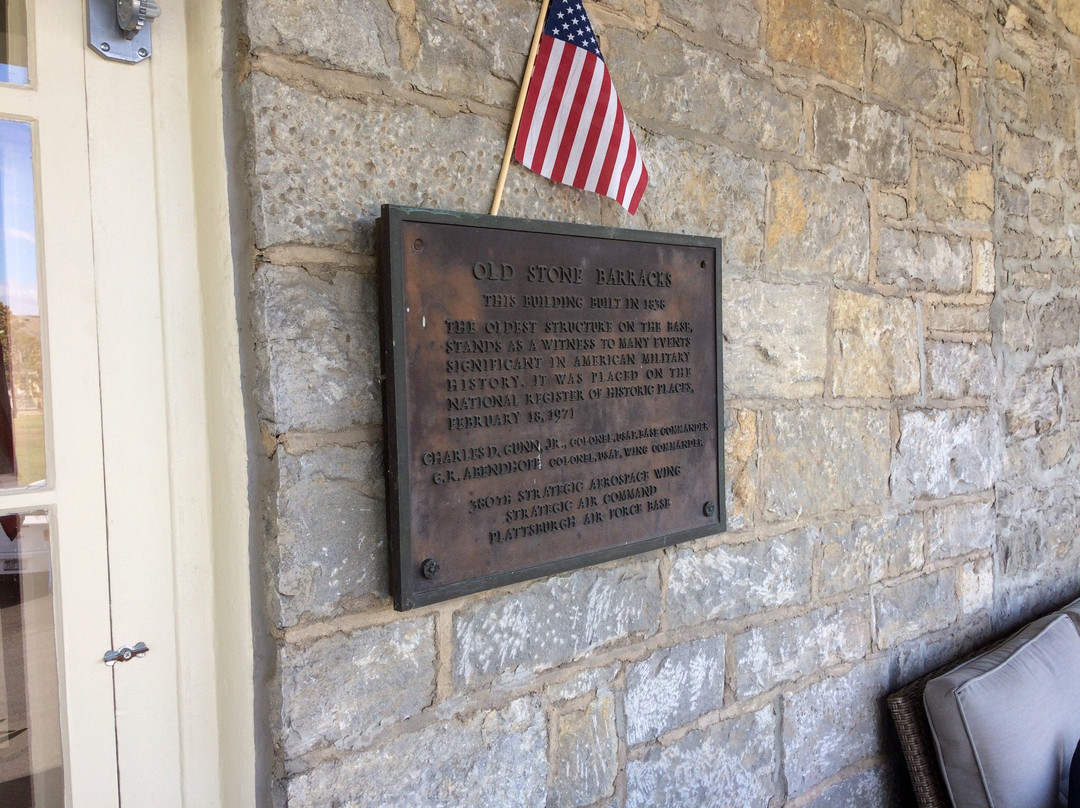 OLD STONE BARRACKS
THIS BUILDING BUILT IN 1838
THE OLDEST STRUCTURE ON THE BASE,
STANDS AS A WITNESS TO MANY EVENTS
SIGNIFICANT IN AMERICAN MILITARY
HISTORY. IT WAS PLACED ON THE
NATIONAL REGISTER OF HISTORIC PLACES,
FEBRUARY 18, 1971
CHARLES D. GUNN, JR., COLONEL, USAF, BASE COMMANDER
G.R. ABENDHOFF COLONEL, USAF, WING COMMANDER
380TH STRATEGIC AEROSPACE WING
STRATEGIC AIR COMMAND
PLATTSBURGH AIR FORCE BASE